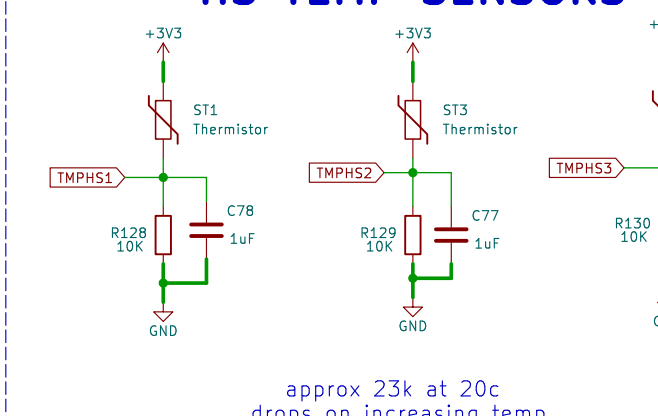 +3V3
ST1
Thermistor
TMPHS1
R128
10K
C78
1uF
GND
+3V3
ST3
Thermistor
TMPHS2
R129
10K
C77
1uF
GND
TMPHS3
R130
10K
approx 23k at 20c
drops on increasing temp